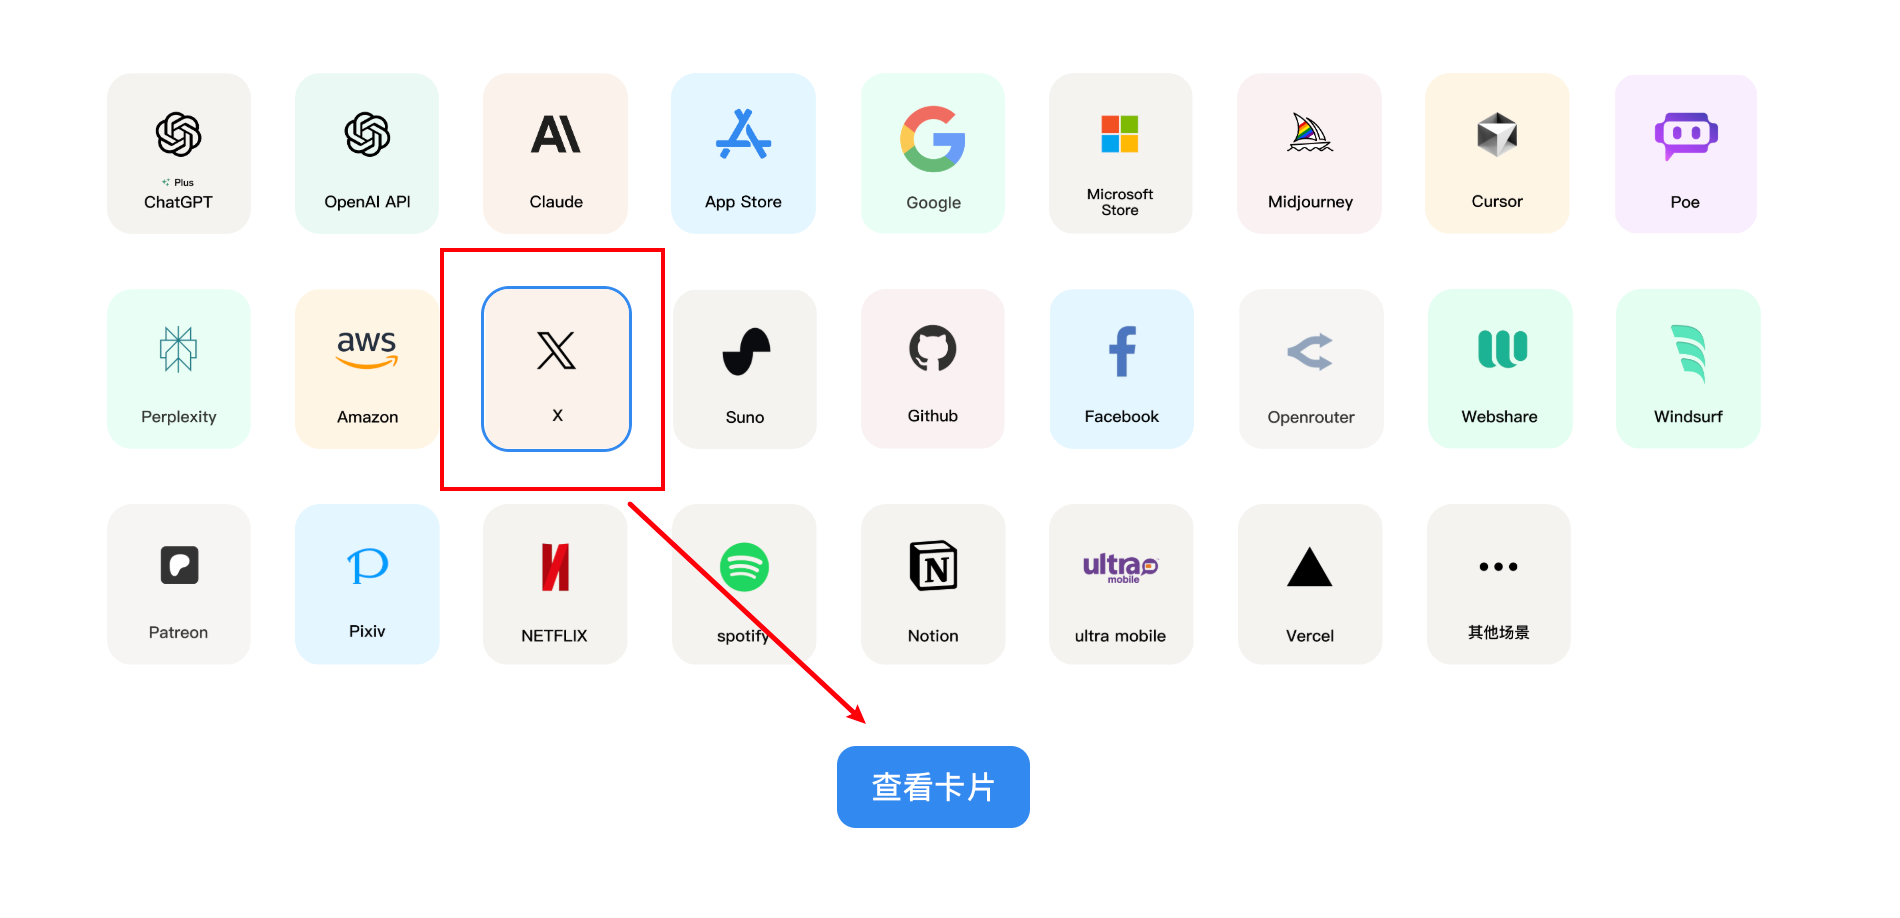 Plus
ChatGPT
OpenAI API
Claude
App Store
Google
Microsoft
Store
Midjourney
Cursor
Poe
Perplexity
aws
Amazon
X
Suno
Github
Facebook
Openrouter
Webshare
Windsurf
Patreon
Pixiv
NETFLIX
spotify
Notion
ultra
mobile
ultra mobile
Vercel
其他场景
查看卡片